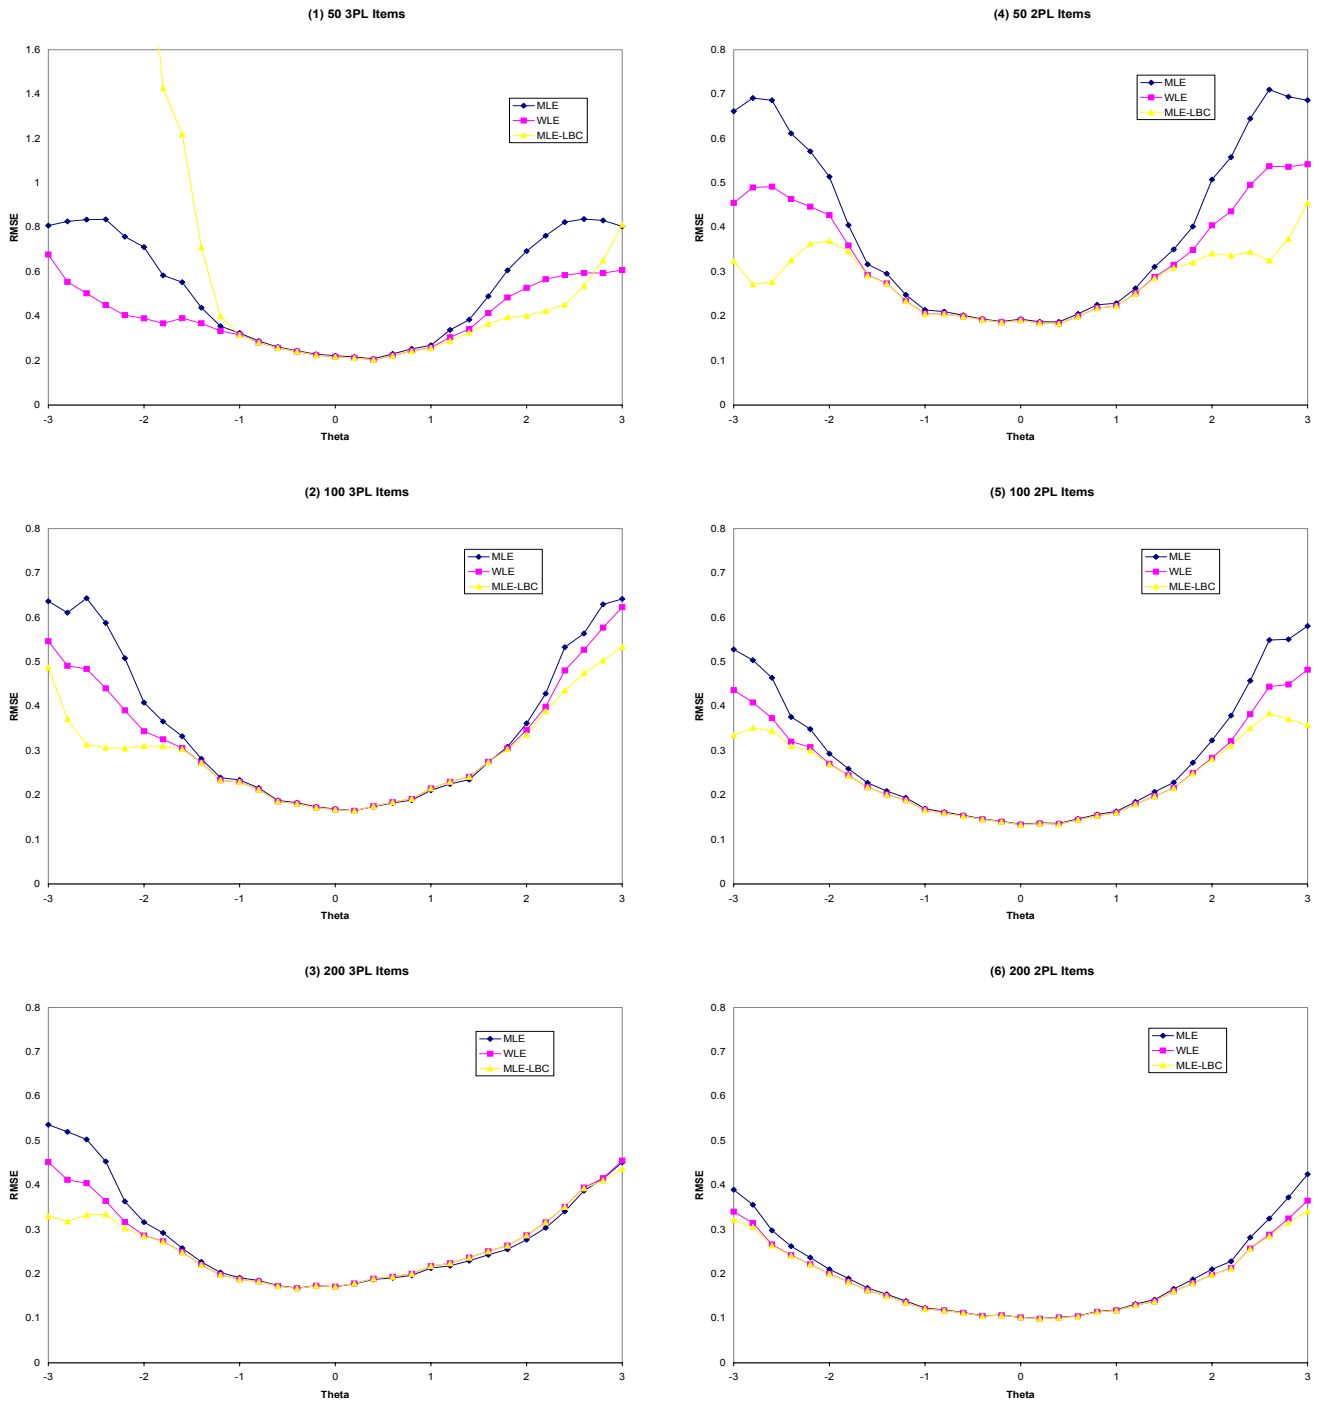 (1) 50 3PL Items
1.6
1.4
1.2
1
0.8
0.6
0.4
0.2
0
RMSE
-3 -2 -1 0 1 2 3
Theta
MLE
WLE
MLE-LBC
(4) 50 2PL Items
0.8
0.7
0.6
0.5
0.4
0.3
0.2
0.1
0
RMSE
-3 -2 -1 0 1 2 3
Theta
MLE
WLE
MLE-LBC
(2) 100 3PL Items
0.8
0.7
0.6
0.5
0.4
0.3
0.2
0.1
0
RMSE
-3 -2 -1 0 1 2 3
Theta
MLE
WLE
MLE-LBC
(5) 100 2PL Items
0.8
0.7
0.6
0.5
0.4
0.3
0.2
0.1
0
RMSE
-3 -2 -1 0 1 2 3
Theta
MLE
WLE
MLE-LBC
(3) 200 3PL Items
0.8
0.7
0.6
0.5
0.4
0.3
0.2
0.1
0
RMSE
-3 -2 -1 0 1 2 3
Theta
MLE
WLE
MLE-LBC
(6) 200 2PL Items
0.8
0.7
0.6
0.5
0.4
0.3
0.2
0.1
0
RMSE
-3 -2 -1 0 1 2 3
Theta
MLE
WLE
MLE-LBC